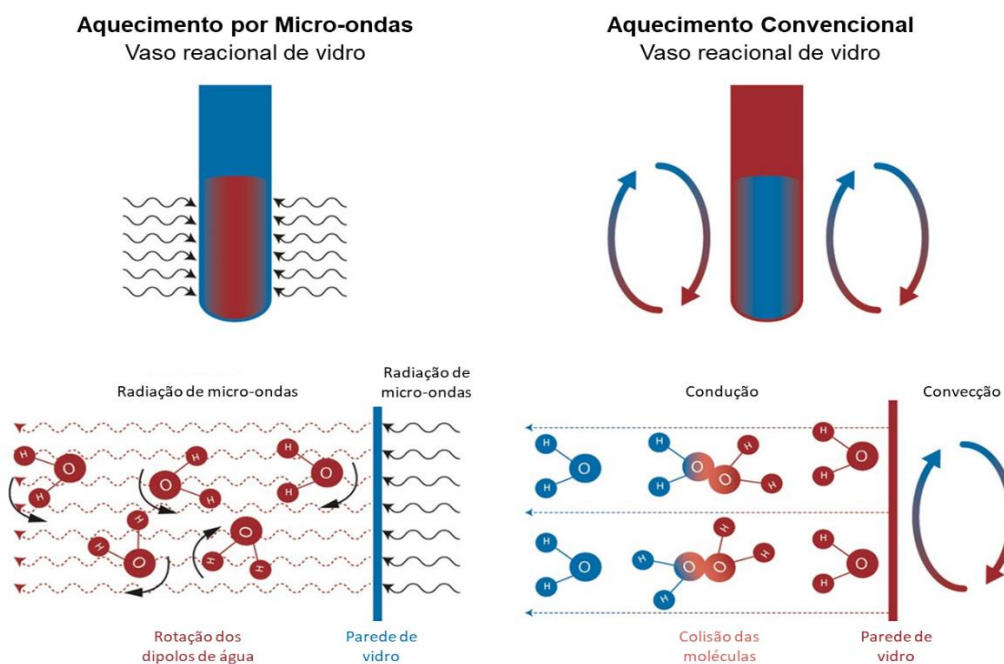 Aquecimento por Micro-ondas
Vaso reacional de vidro
Aquecimento Convencional
Vaso reacional de vidro
Radiação de micro-ondas
Radiação de
micro-ondas
H
O
H
O
H
H
H
O
H
H
O
H
O
H
H
Rotação dos
dipolos de água
Parede de
vidro
Condução
Convecção
H
O
H
H
O
O
H
H
H
H
O
H
H
O
H
H
O
O
H
H
H
H
O
H
Colisão das
moléculas
Parede de
vidro